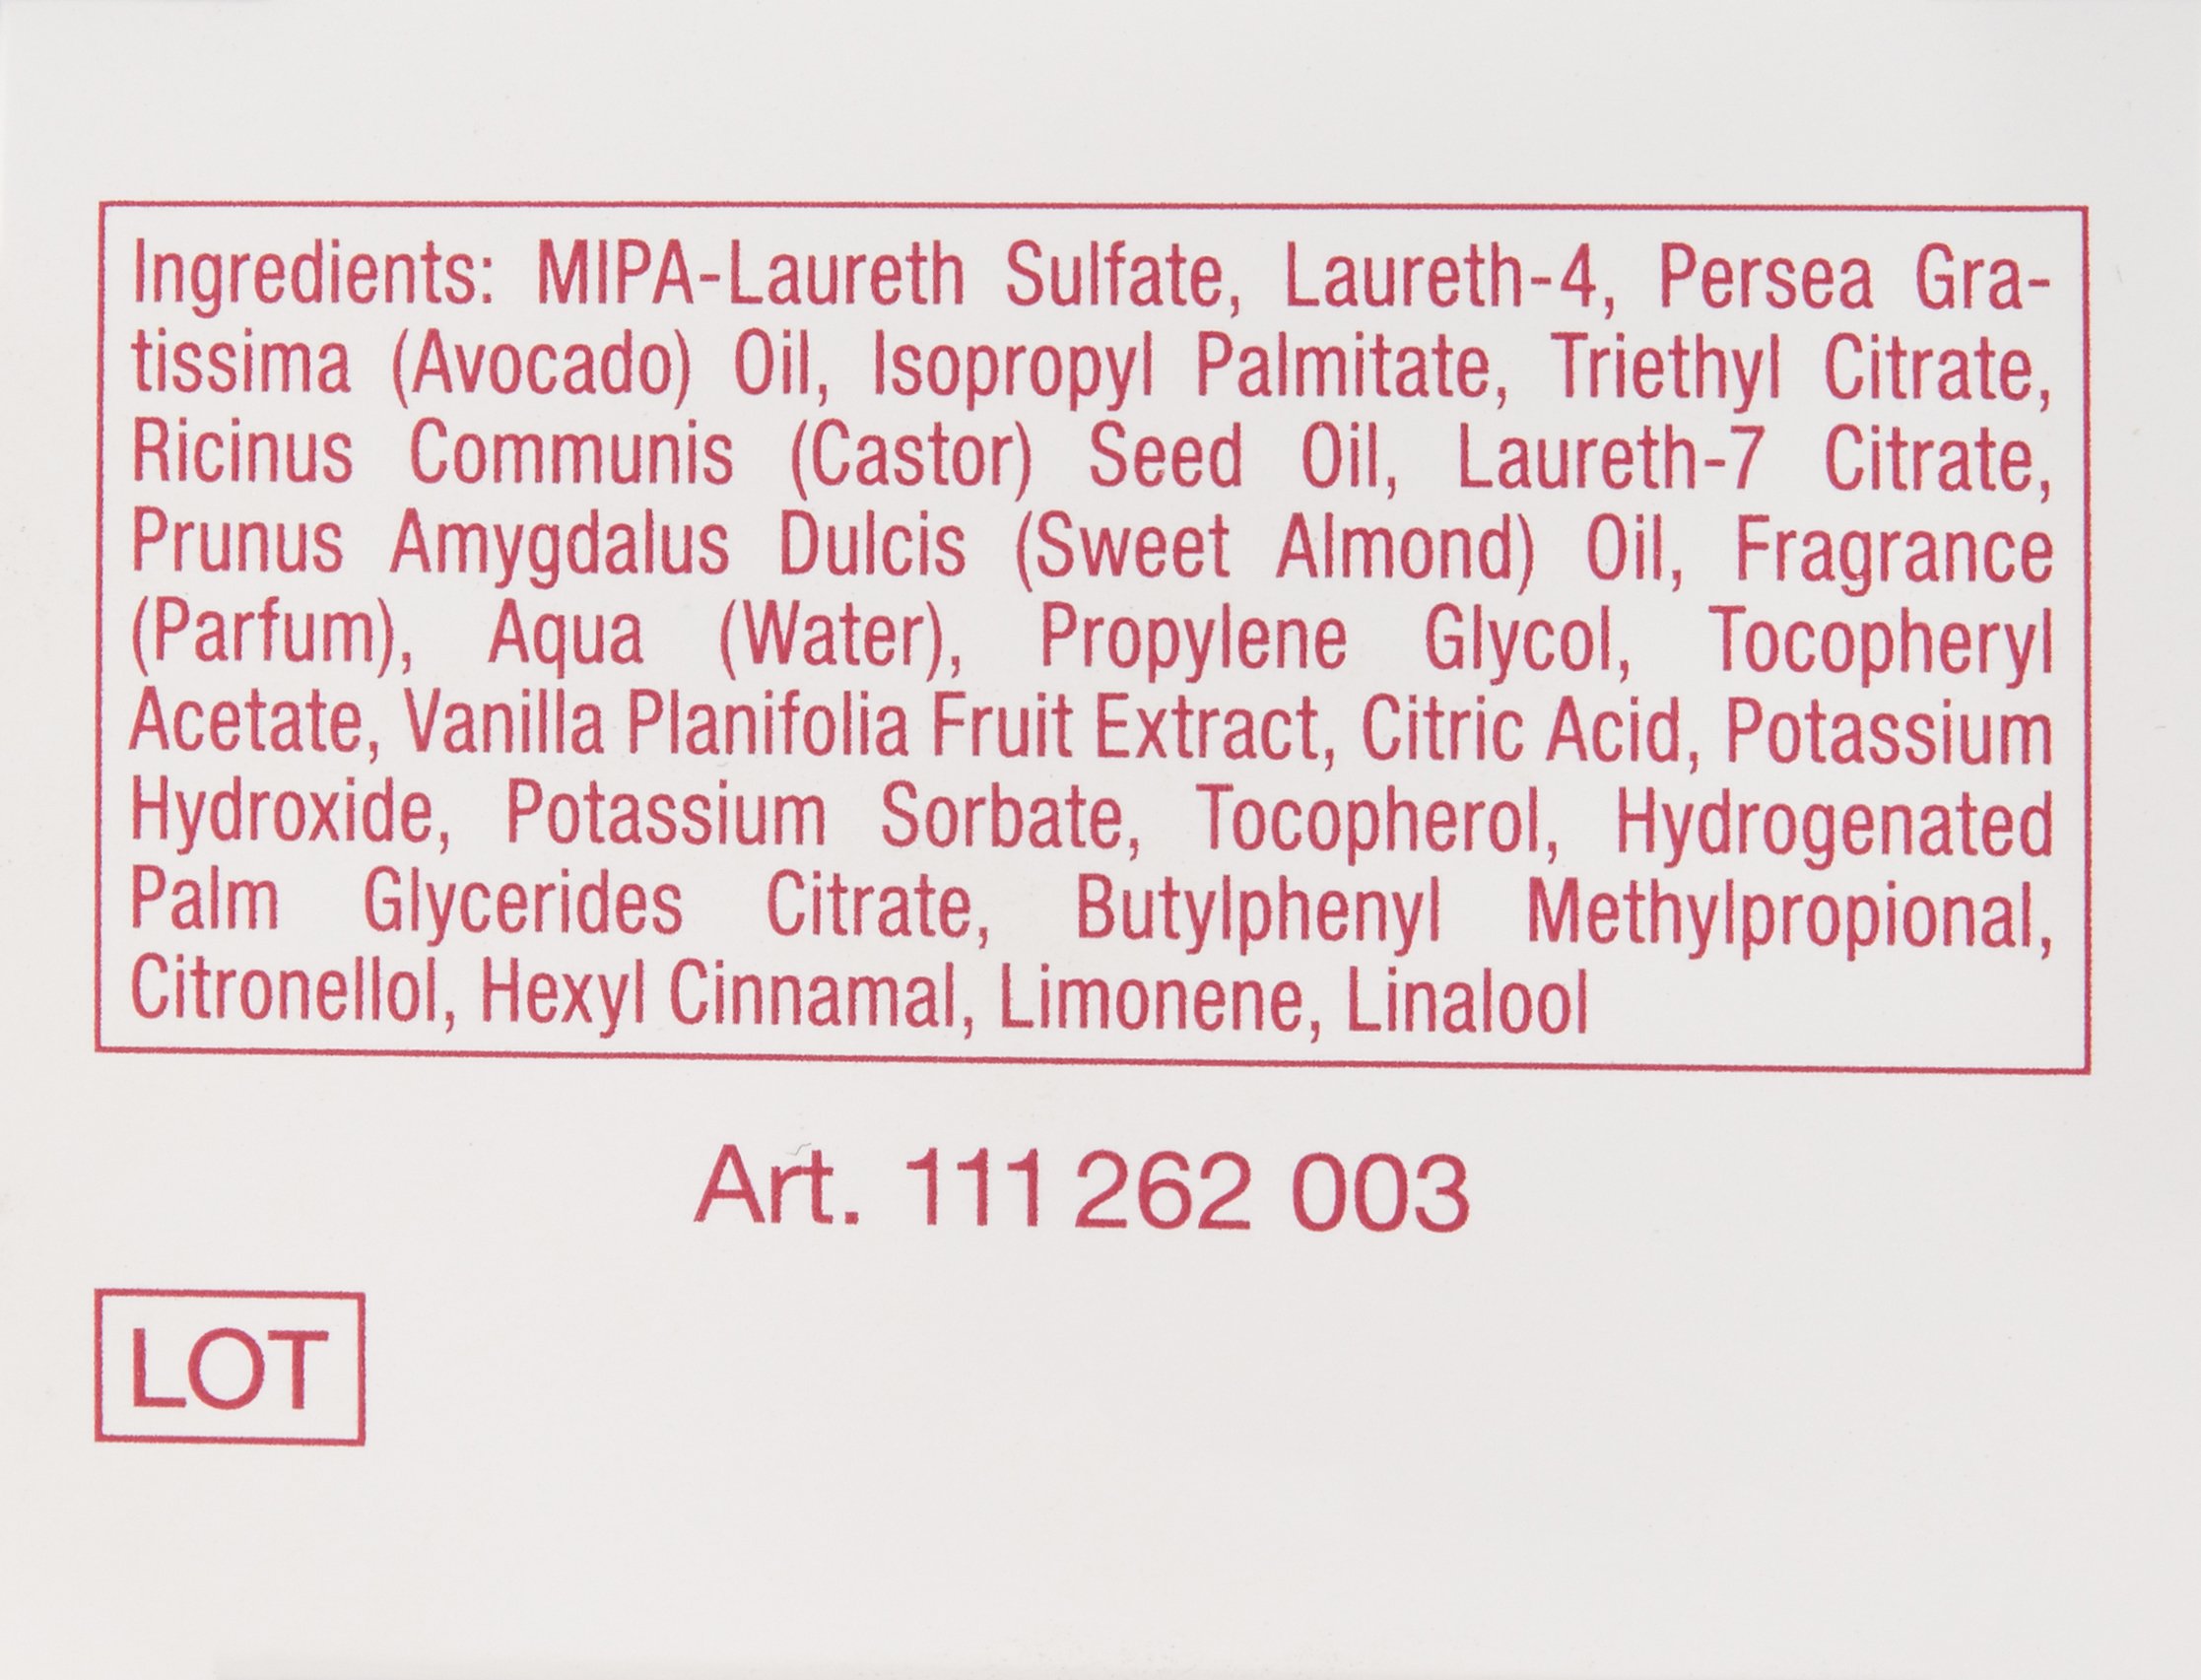 Ingredients: MIPA-Laureth Sulfate, Laureth-4, Persea Gra-
tissima (Avocado) Oil, Isopropyl Palmitate, Triethyl Citrate,
Ricinus Communis (Castor) Seed Oil, Laureth-7 Citrate,
Prunus Amygdalus Dulcis (Sweet Almond) Oil, Fragrance
(Parfum), Aqua (Water), Propylene Glycol, Tocopheryl
Acetate, Vanilla Planifolia Fruit Extract, Citric Acid, Potassium
Hydroxide, Potassium Sorbate, Tocopherol, Hydrogenated
Palm Glycerides Citrate, Butylphenyl Methylpropional,
Citronellol, Hexyl Cinnamal, Limonene, Linalool
Art. 111 262 003
LOT